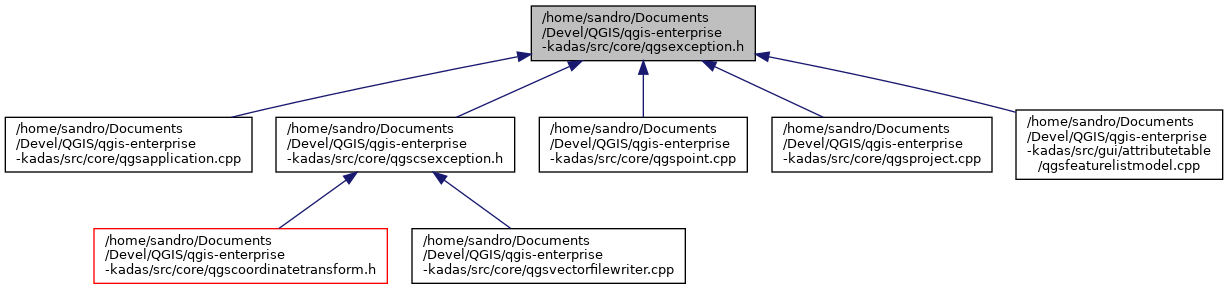 /home/sandro/Documents
/Devel/QGIS/qgis-enterprise
-kadas/src/core/qgsexception.h
/home/sandro/Documents
/Devel/QGIS/qgis-enterprise
-kadas/src/core/qgsapplication.cpp
/home/sandro/Documents
/Devel/QGIS/qgis-enterprise
-kadas/src/core/qgscsexception.h
/home/sandro/Documents
/Devel/QGIS/qgis-enterprise
-kadas/src/core/qgspoint.cpp
/home/sandro/Documents
/Devel/QGIS/qgis-enterprise
-kadas/src/core/qgsproject.cpp
/home/sandro/Documents
/Devel/QGIS/qgis-enterprise
-kadas/src/gui/attributetable
/qgsfeaturelistmodel.cpp
/home/sandro/Documents
/Devel/QGIS/qgis-enterprise
-kadas/src/core/qgscoordinatetransform.h
/home/sandro/Documents
/Devel/QGIS/qgis-enterprise
-kadas/src/core/qgsvectorfilewriter.cpp